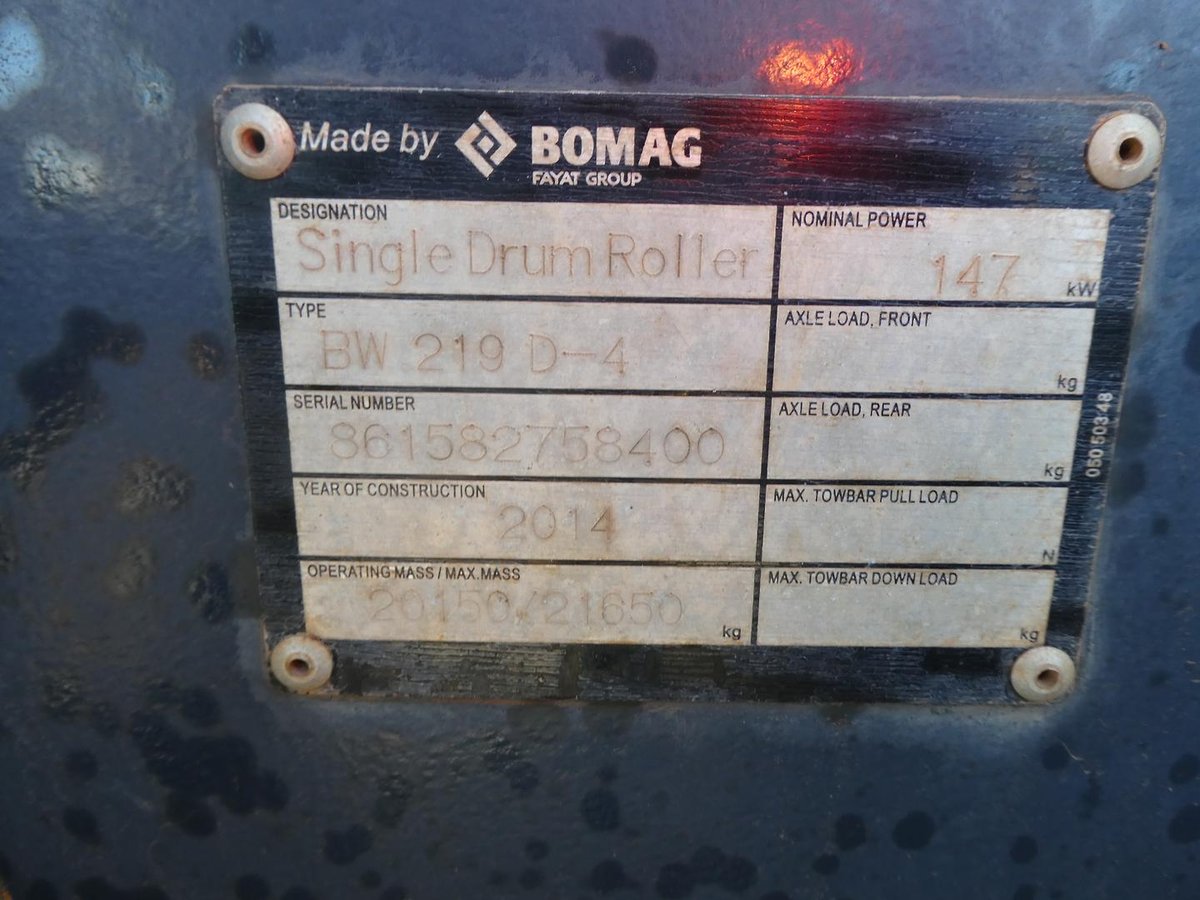 Made by BOMAG
FAYAT GROUP
DESIGNATION
Single Drum Roller
NOMINAL POWER
147 kW
TYPE
BW 219 D-4
AXLE LOAD, FRONT
kg
SERIAL NUMBER
861582758400
AXLE LOAD, REAR
kg
YEAR OF CONSTRUCTION
2014
MAX. TOWBAR PULL LOAD
N
OPERATING MASS / MAX. MASS
20150/21650 kg
MAX. TOWBAR DOWN LOAD
kg
05050348